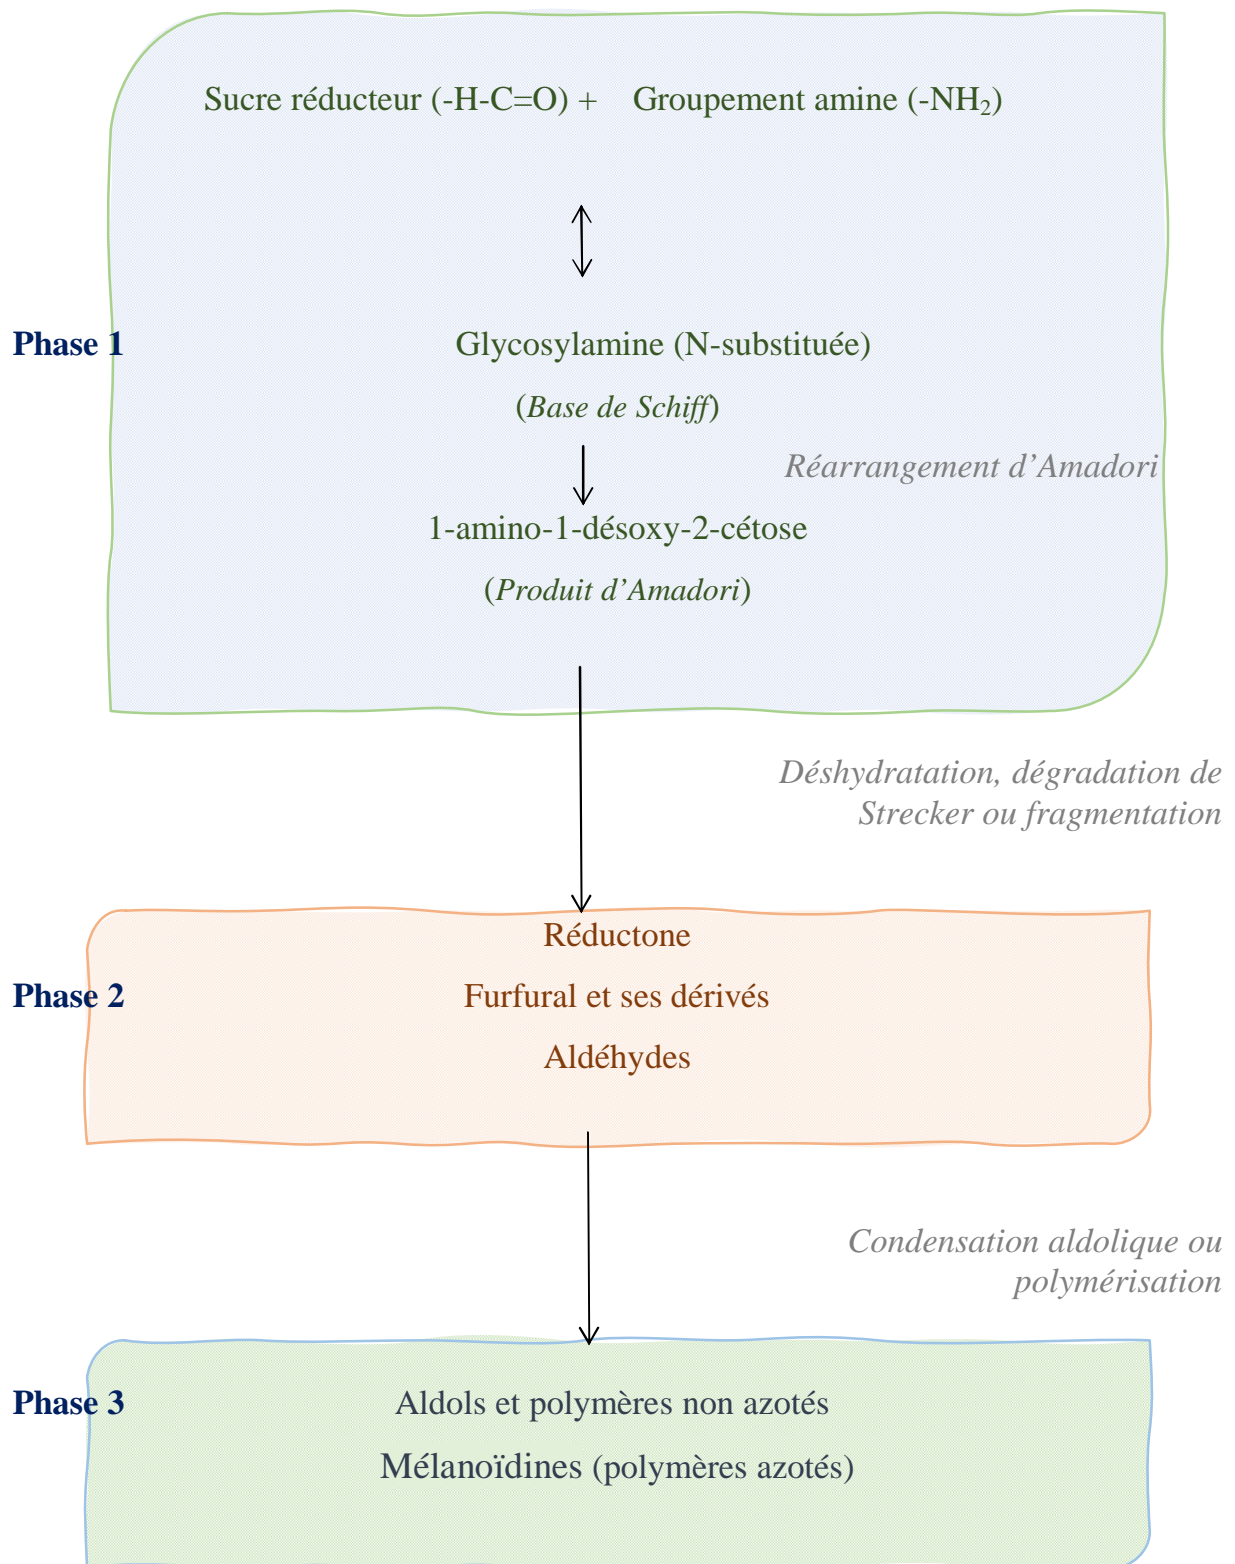 Sucre réducteur (-H-C=O) + Groupement amine (-NH₂)
Phase 1
Glycosylamine (N-substituée)
(Base de Schiff)
Réarrangement d’Amadori
1-amino-1-désoxy-2-cétose
(Produit d’Amadori)
Déshydratation, dégradation de
Strecker ou fragmentation
Réductone
Phase 2
Furfural et ses dérivés
Aldéhydes
Condensation aldolique ou
polymérisation
Phase 3
Aldols et polymères non azotés
Mélanoïdines (polymères azotés)